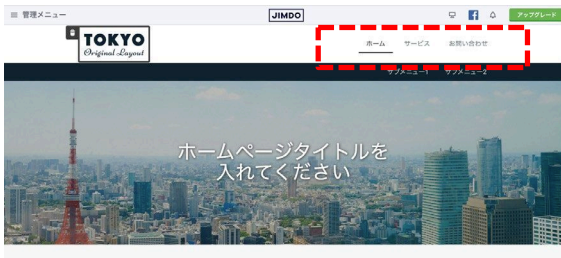 管理メニュー
JIMDO
アップグレード
TOKYO
Original Layout
ホーム サービス お問い合わせ
サブメニュー1 サブメニュー2
ホームページタイトルを
入れてください